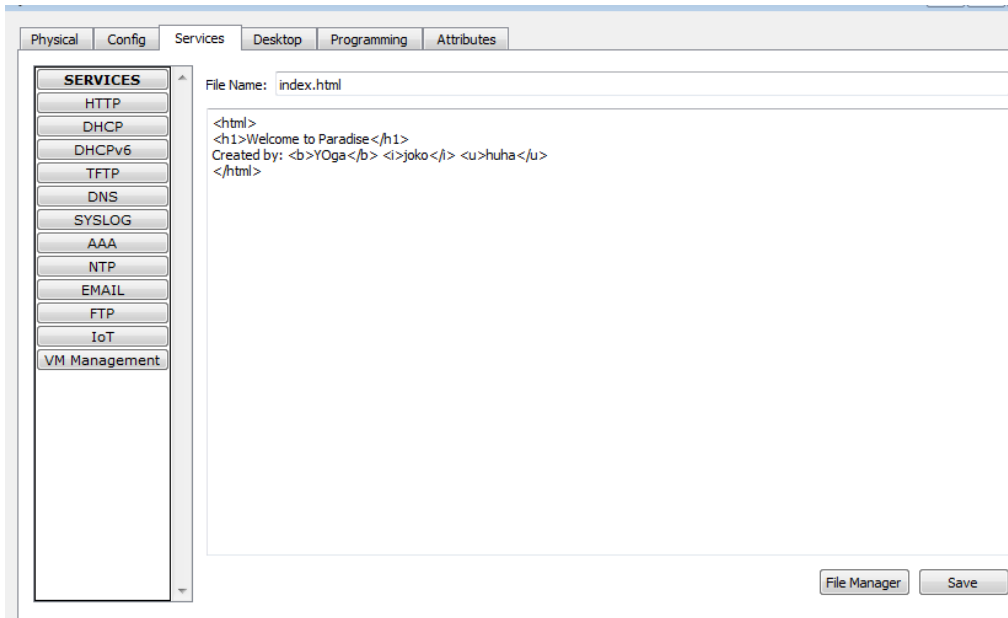 Physical Config Services Desktop Programming Attributes
SERVICES
HTTP
DHCP
DHCPv6
TFTP
DNS
SYSLOG
AAA
NTP
EMAIL
FTP
IoT
VM Management
File Name: index.html
<html>
<h1>Welcome to Paradise</h1>
Created by: <b>YOga</b> <i>joko</i> <u>huha</u>
</html>
File Manager Save